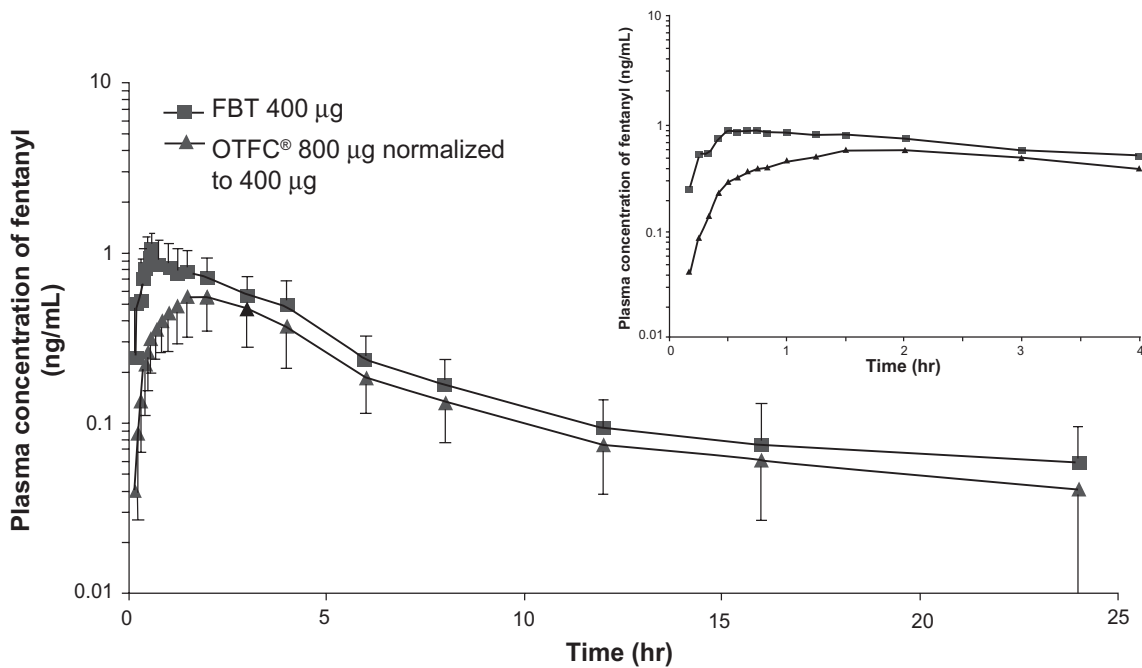 10
1
0.1
0.01
Plasma concentration of fentanyl
(ng/mL)
FBT 400 μg
OTFC® 800 μg normalized
to 400 μg
0
5
10
15
20
25
Time (hr)
10
1
0.1
0.01
Plasma concentration of fentanyl (ng/mL)
0
1
2
3
4
Time (hr)